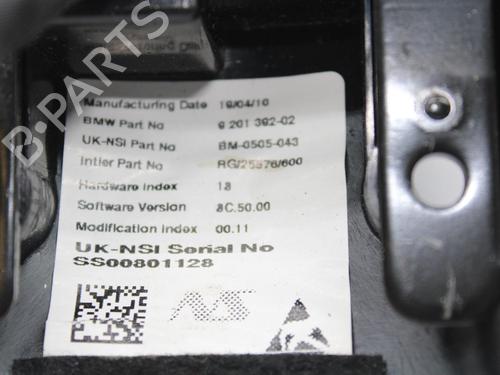 B-PARTS
Manufacturing Date 19/04/10
BMW Part No 9 201 392-02
UK-NSI Part No BM-0505-043
Intier Part No RG/25876/600
Hardware Index 18
Software Version 8C.50.00
Modification Index 00.11
UK-NSI Serial No
SS00801128